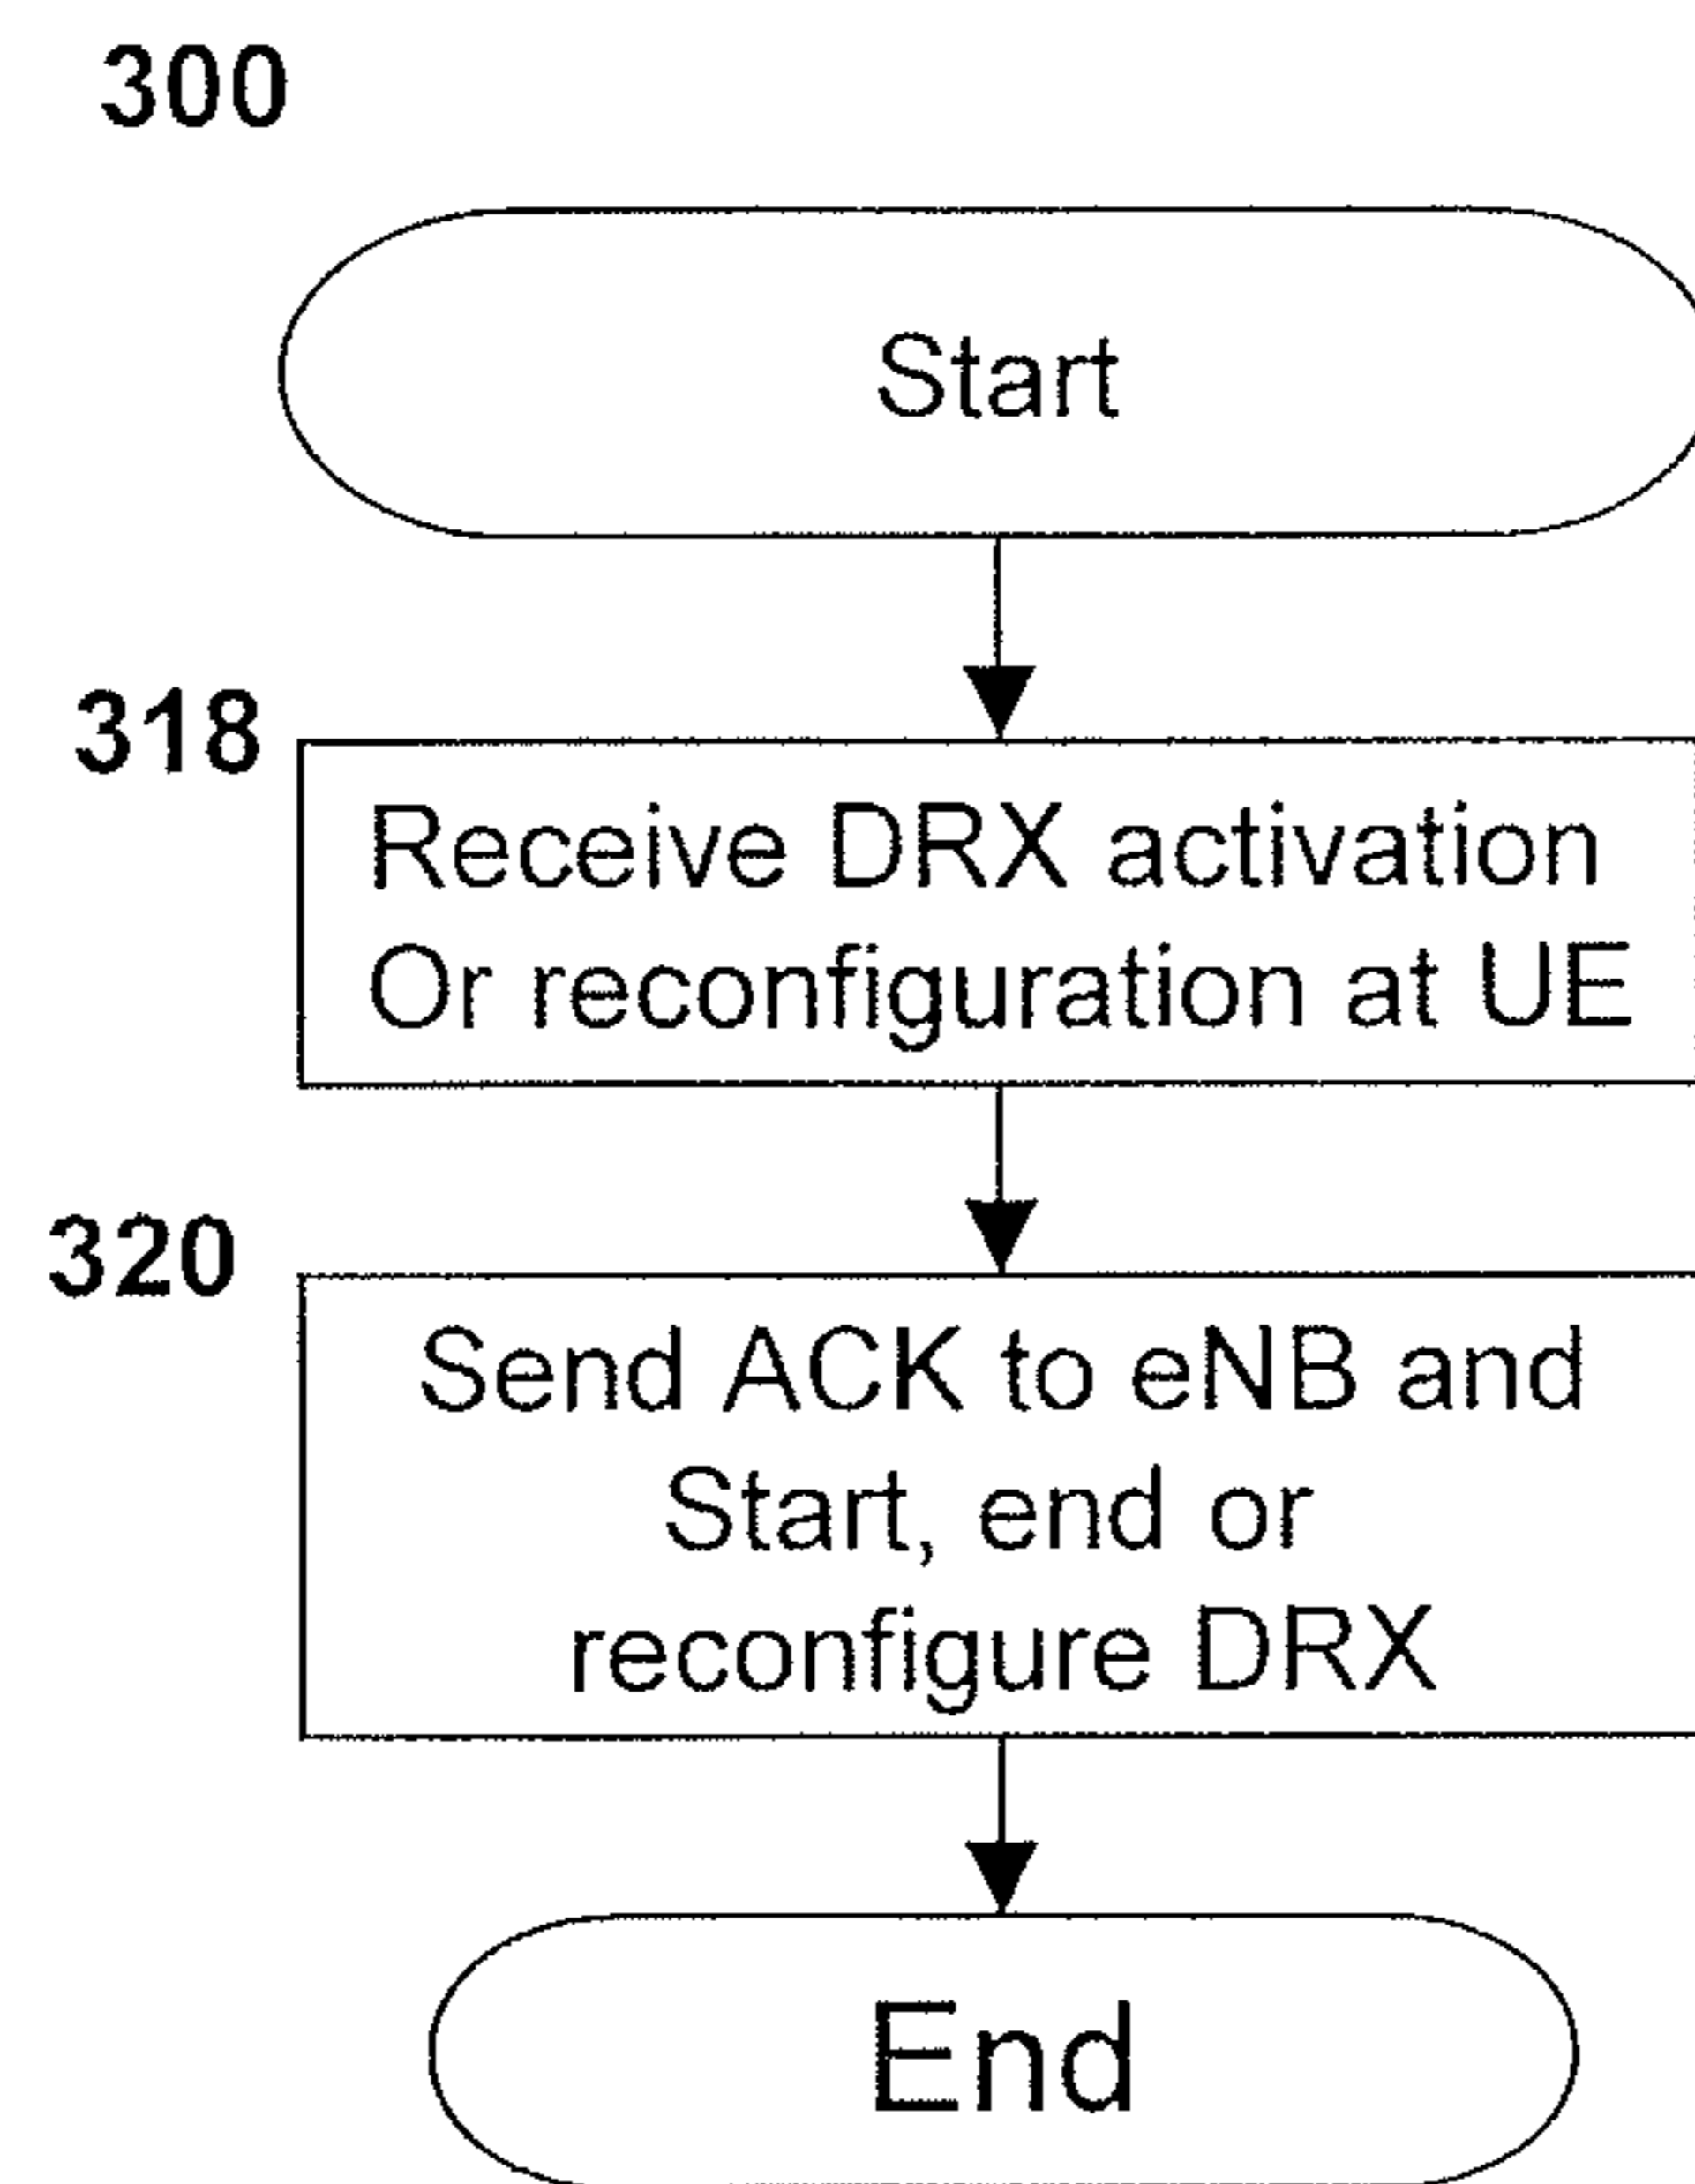 300
Start
318
Receive DRX activation
Or reconfiguration at UE
320
Send ACK to eNB and
Start, end or
reconfigure DRX
End